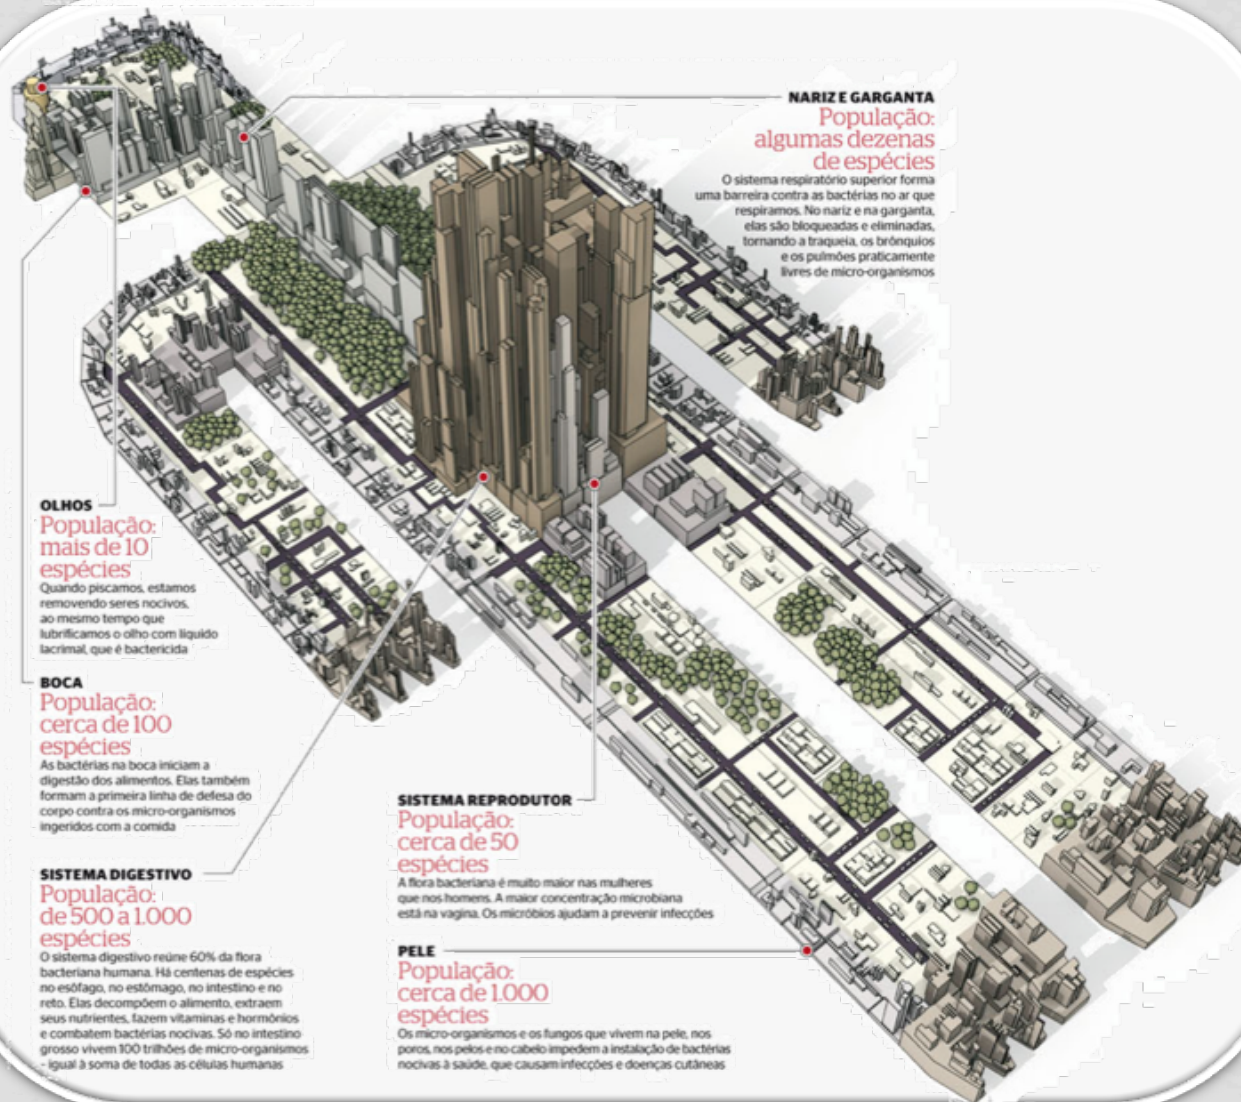 NARIZ E GARGANTA
População:
algumas dezenas
de espécies
O sistema respiratório superior forma
uma barreira contra as bactérias no ar que
respiramos. No nariz e na garganta,
elas são bloqueadas e eliminadas,
tornando a traqueia, os brônquios
e os pulmões praticamente
livres de micro-organismos
OLHOS
População:
mais de 10
espécies
Quando piscamos, estamos
removendo seres nocivos,
ao mesmo tempo que
lubrificamos o olho com líquido
lacrimal, que é bactericida
BOCA
População:
cerca de 100
espécies
As bactérias na boca iniciam a
digestão dos alimentos. Elas também
formam a primeira linha de defesa do
corpo contra os micro-organismos
ingeridos com a comida
SISTEMA DIGESTIVO
População:
de 500 a 1.000
espécies
O sistema digestivo reúne 60% da flora
bacteriana humana. Há centenas de espécies
no esôfago, no estômago, no intestino e no
reto. Elas decompõem o alimento, extraem
seus nutrientes, fazem vitaminas e hormônios
e combatem bactérias nocivas. Só no intestino
grosso vivem 100 trilhões de micro-organismos
- igual à soma de todas as células humanas
SISTEMA REPRODUTOR
População:
cerca de 50
espécies
A flora bacteriana é muito maior nas mulheres
que nos homens. A maior concentração microbiana
está na vagina. Os micróbios ajudam a prevenir infecções
PELE
População:
cerca de 1.000
espécies
Os micro-organismos e os fungos que vivem na pele, nos
poros, nos pelos e no cabelo impedem a instalação de bactérias
nocivas à saúde, que causam infecções e doenças cutâneas